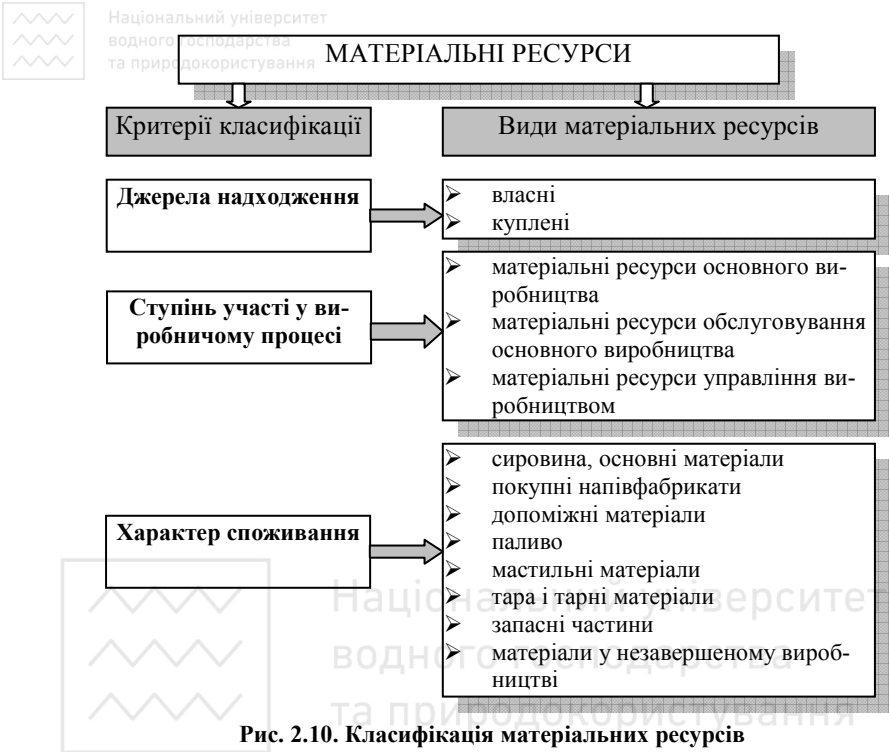 Національний університет
водного господарства
та природокористування
МАТЕРІАЛЬНІ РЕСУРСИ
Критерії класифікації
Види матеріальних ресурсів
Джерела надходження
власні
куплені
Ступінь участі у ви-
робничому процесі
матеріальні ресурси основного ви-
робництва
матеріальні ресурси обслуговування
основного виробництва
матеріальні ресурси управління ви-
робництвом
Характер споживання
сировина, основні матеріали
покупні напівфабрикати
допоміжні матеріали
паливо
мастильні матеріали
тара і тарні матеріали
запасні частини
матеріали у незавершеному вироб-
ництві
Національний університет
водного господарства
та природокористування
Рис. 2.10. Класифікація матеріальних ресурсів